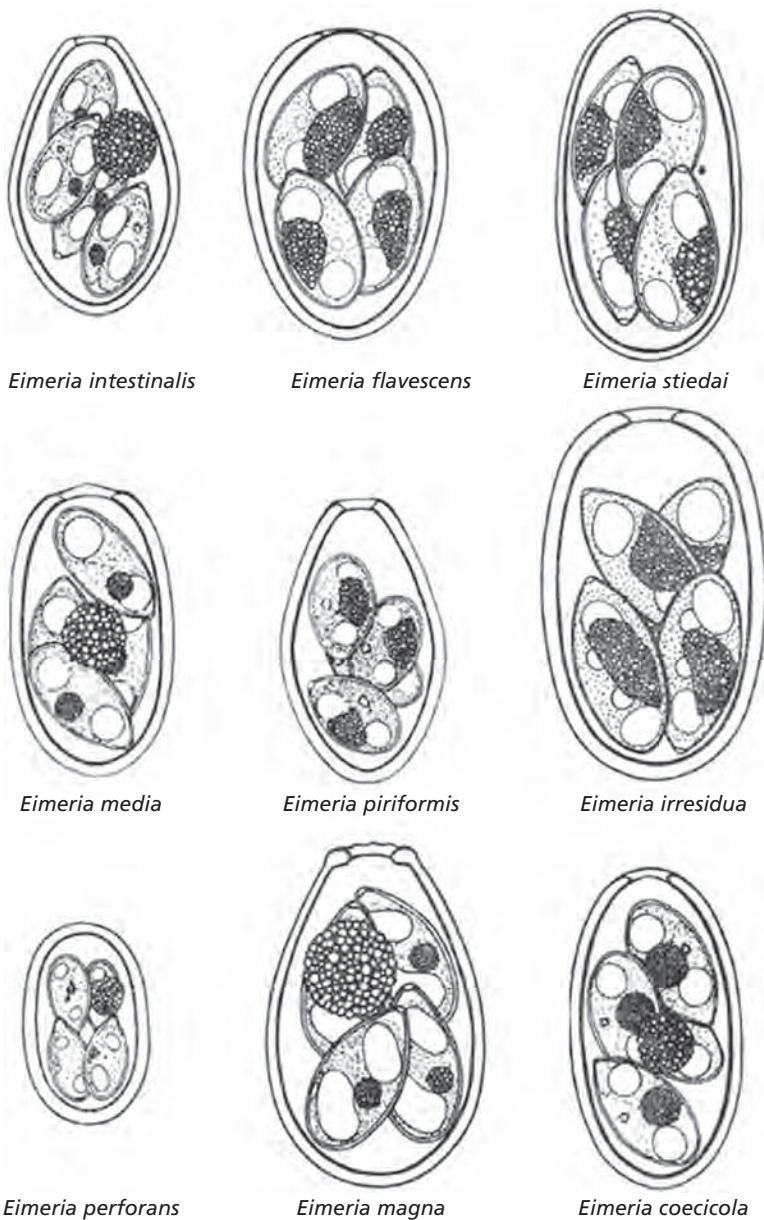 Eimeria intestinalis
Eimeria flavescens
Eimeria stiedai
Eimeria media
Eimeria piriformis
Eimeria irresidua
Eimeria perforans
Eimeria magna
Eimeria coecicola